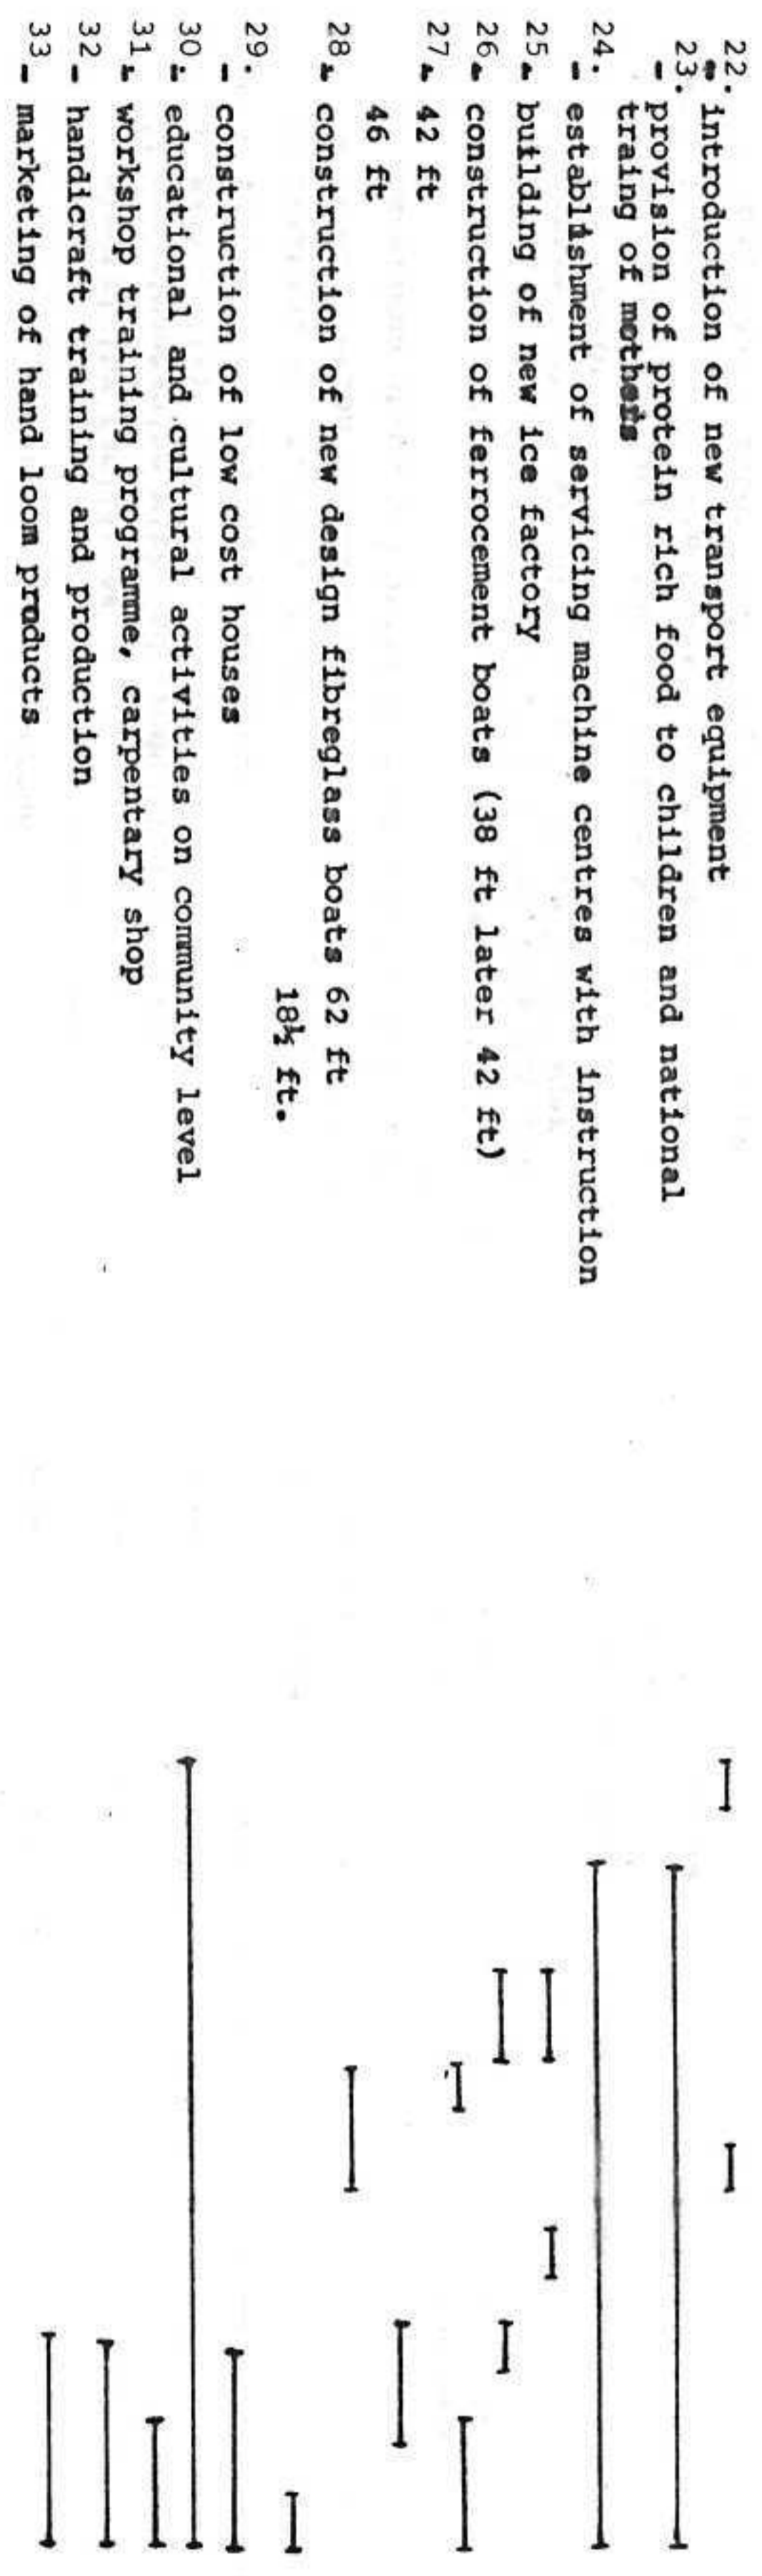 22. introduction of new transport equipment
23. provision of protein rich food to children and national
traing of mothers
24. establishment of servicing machine centres with instruction
25. building of new ice factory
26. construction of ferrocement boats (38 ft later 42 ft)
27. 42 ft
46 ft
28. construction of new design fibreglass boats 62 ft
18½ ft.
29. construction of low cost houses
30. educational and cultural activities on community level
31. workshop training programme, carpentary shop
32 - handicraft training and production
33 - marketing of hand loom products